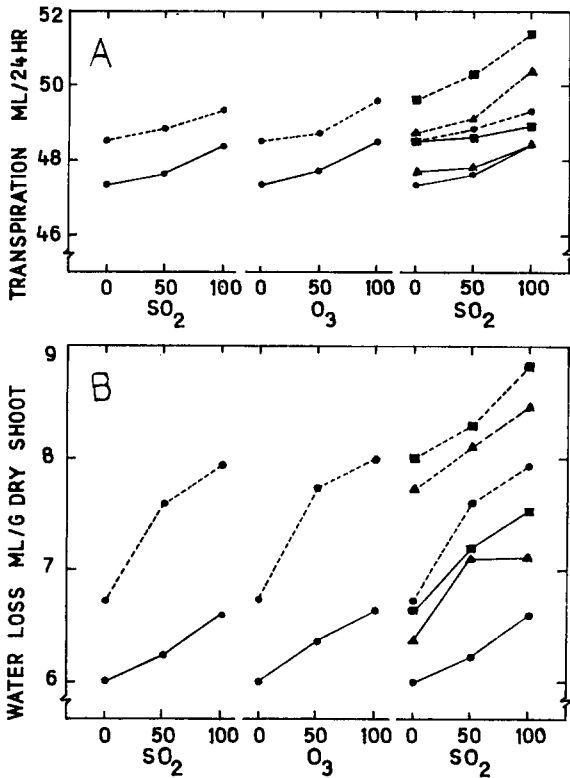 A
TRANSPIRATION ML/24HR
52
50
48
46
0 50 100 0 50 100 0 50 100
SO2 O3 SO2
B
WATER LOSS ML/G DRY SHOOT
9
8
7
6
0 50 100 0 50 100 0 50 100
SO2 O3 SO2